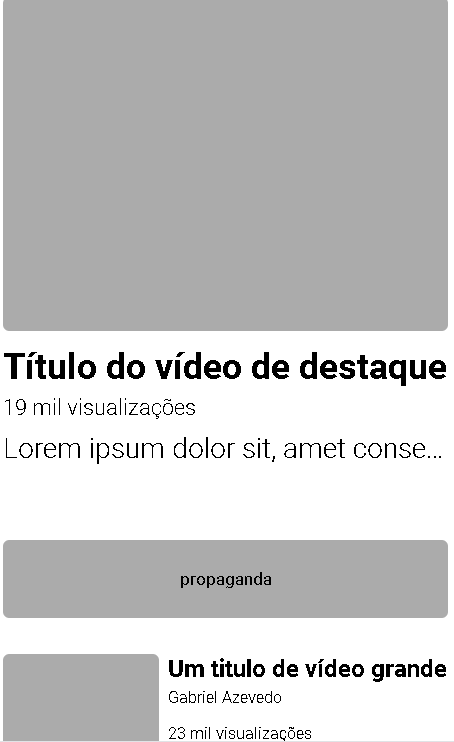 Título do vídeo de destaque
19 mil visualizações
Lorem ipsum dolor sit, amet conse...
propaganda
Um titulo de vídeo grande
Gabriel Azevedo
23 mil visualizações